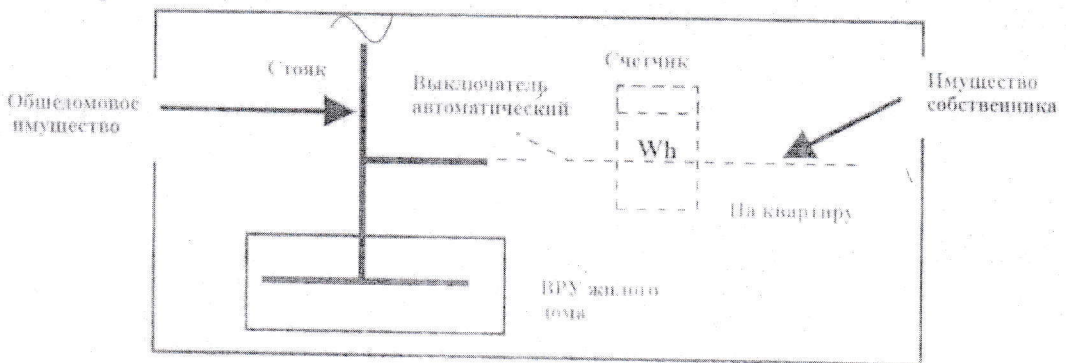 Стояк
Счетчик
Общедомовое
имущество
Выключатель
автоматический
Имущество
собственника
Wh
На квартиру
ВРУ жилого
дома